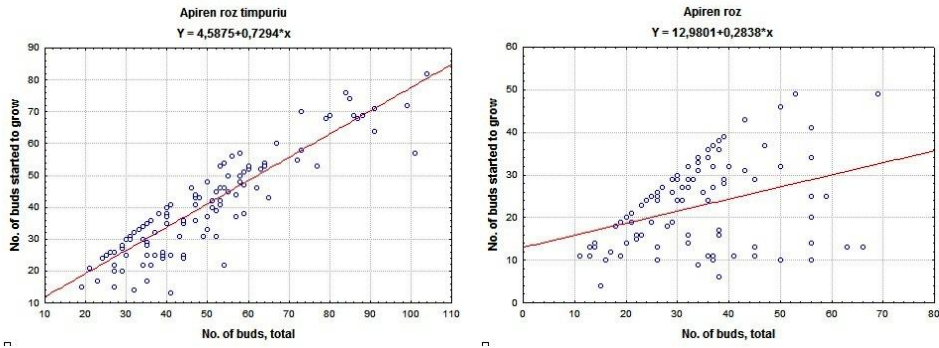 Apiren roz timpuriu
Y = 4,5875+0,7294*x
No. of buds started to grow
90
80
70
60
50
40
30
20
10
10 20 30 40 50 60 70 80 90 100 110
No. of buds, total
Apiren roz
Y = 12,9801+0,2838*x
No. of buds started to grow
60
50
40
30
20
10
0
0 10 20 30 40 50 60 70 80
No. of buds, total